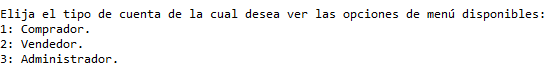 Elija el tipo de cuenta de la cual desea ver las opciones de menú disponibles:
1: Comprador.
2: Vendedor.
3: Administrador.